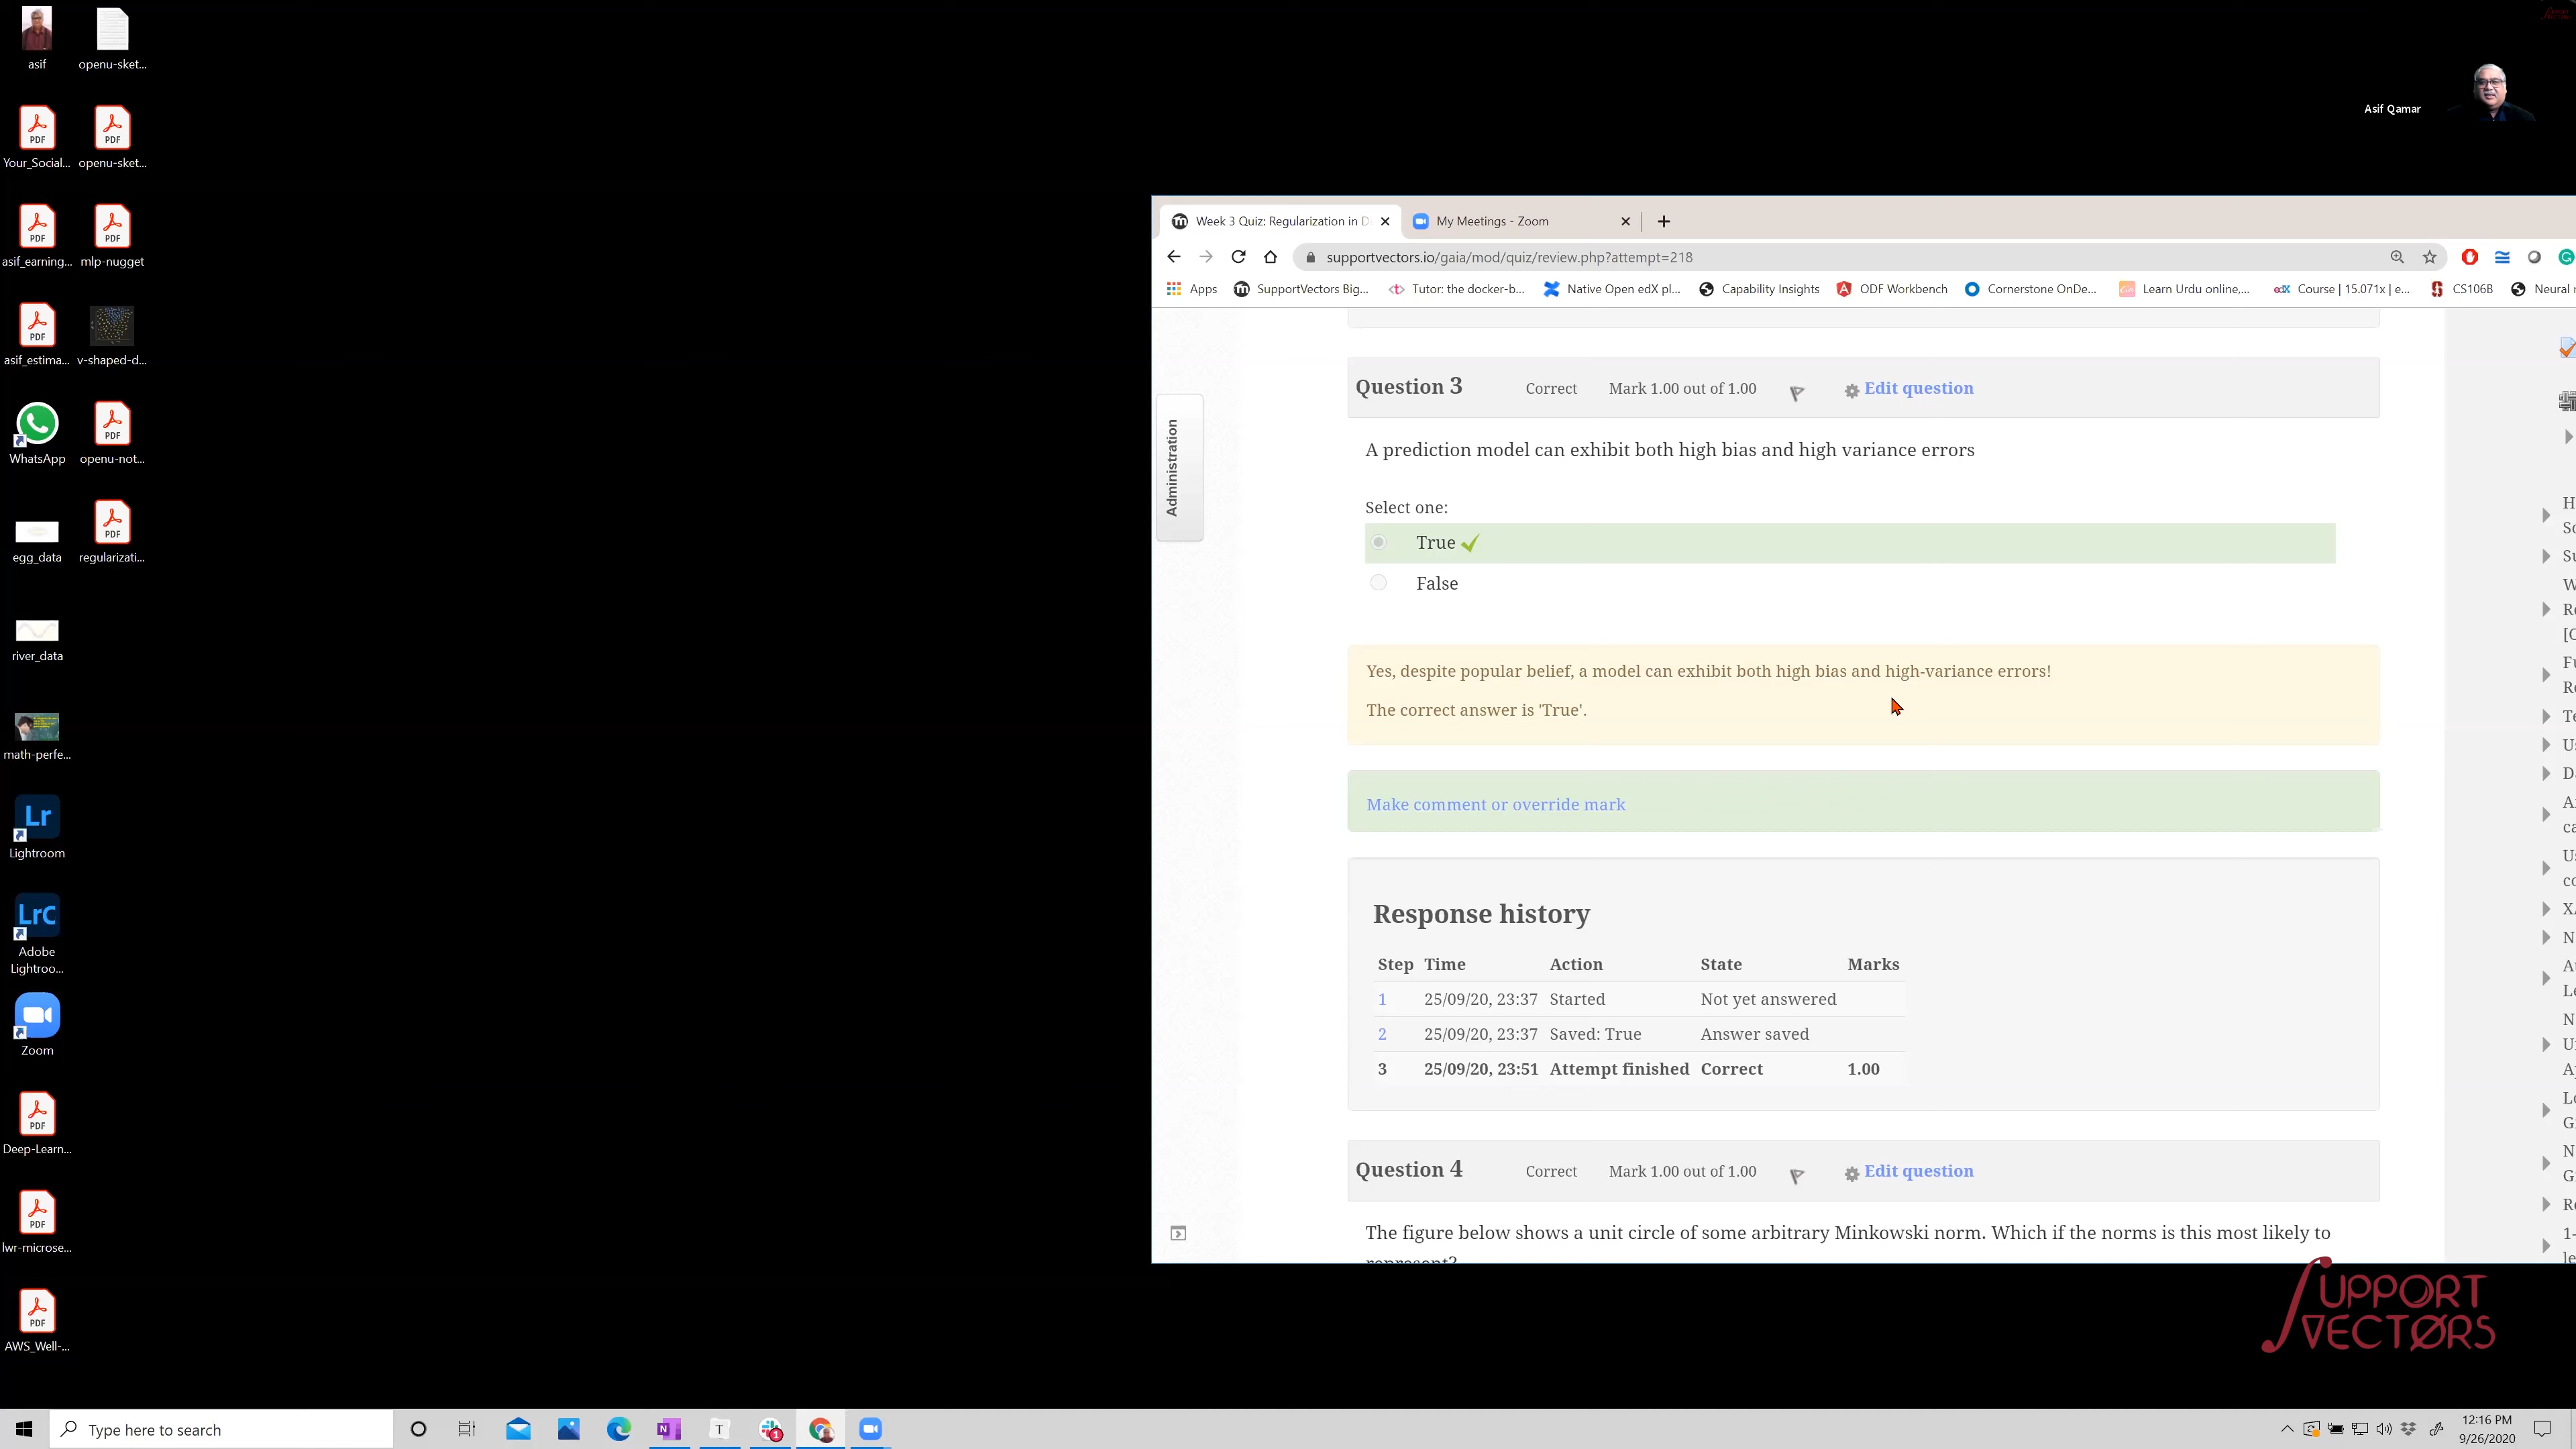 asif
openu-sket...
Your_Social...
openu-sket...
asif_earning...
mlp-nugget
asif_estima...
v-shaped-d...
WhatsApp
openu-not...
egg_data
regularizati...
river_data
math-perfe...
Lr
Lightroom
LrC
Adobe
Lightroo...
Zoom
Deep-Learn...
lwr-microse...
AWS_Well-...
Asif Qamar
Week 3 Quiz: Regularization in D
My Meetings - Zoom
supportvectors.io/gaia/mod/quiz/review.php?attempt=218
Apps
SupportVectors Big...
Tutor: the docker-b...
Native Open edX pl...
Capability Insights
ODF Workbench
Cornerstone OnDe...
Learn Urdu online,...
Course | 15.071x | e...
CS106B
Neural
Administration
Question 3 Correct Mark 1.00 out of 1.00 Edit question
A prediction model can exhibit both high bias and high variance errors
Select one:
True
False
Yes, despite popular belief, a model can exhibit both high bias and high-variance errors!
The correct answer is 'True'.
Make comment or override mark
Response history
Step Time Action State Marks
1 25/09/20, 23:37 Started Not yet answered
2 25/09/20, 23:37 Saved: True Answer saved
3 25/09/20, 23:51 Attempt finished Correct 1.00
Question 4 Correct Mark 1.00 out of 1.00 Edit question
The figure below shows a unit circle of some arbitrary Minkowski norm. Which if the norms is this most likely to
represent?
SUPPORT
VECTORS
Type here to search
12:16 PM
9/26/2020